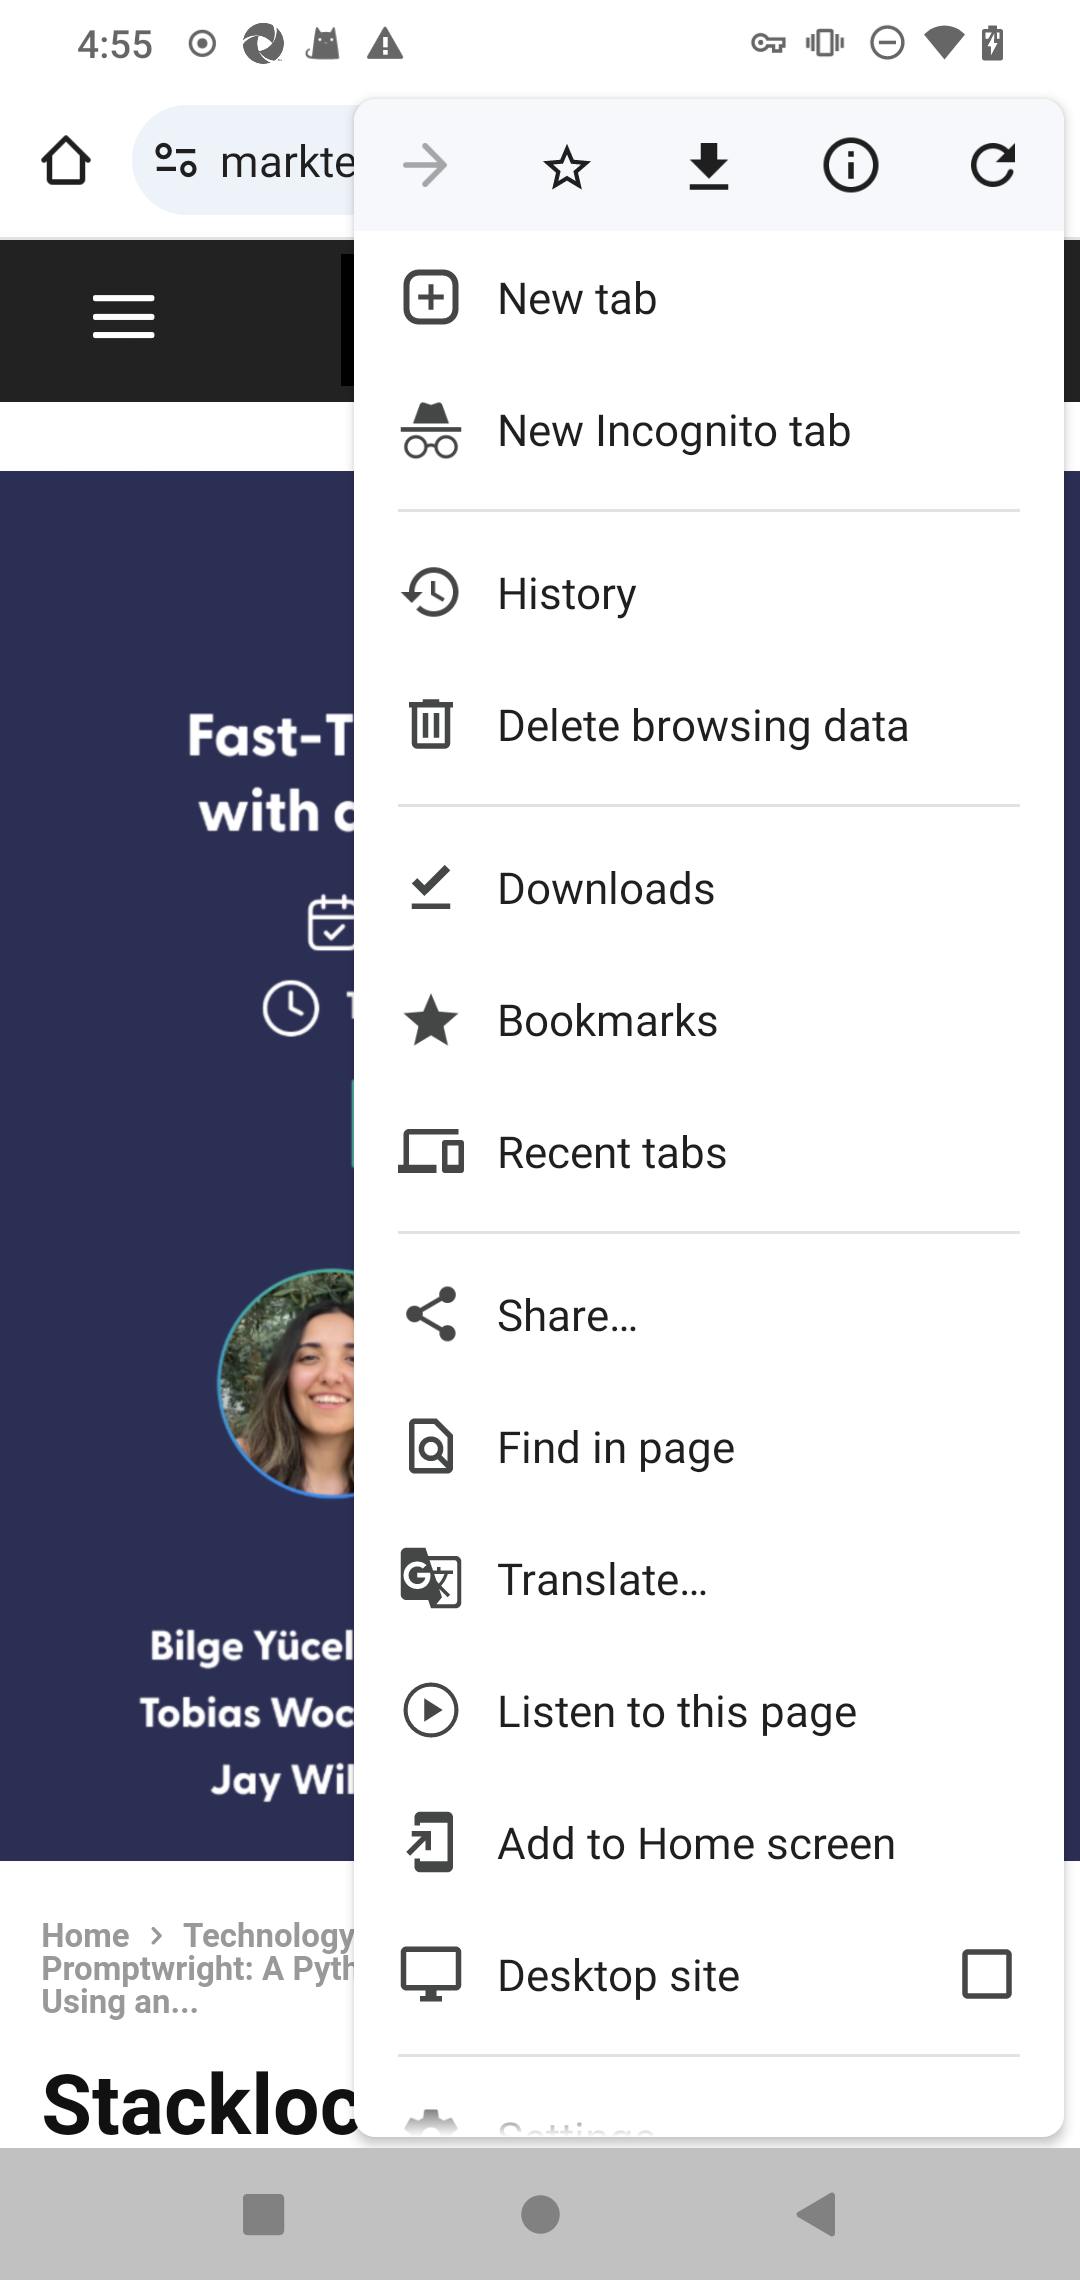 4:55
markte
New tab
New Incognito tab
History
Delete browsing data
Downloads
Bookmarks
Recent tabs
Share...
Find in page
Translate...
Listen to this page
Add to Home screen
Desktop site
Settings
Fast-T
with
Bilge Yücel
Tobias Woc
Jay Wil
Home > Technology
Promptwright: A Pyth
Using an...
Stackloc